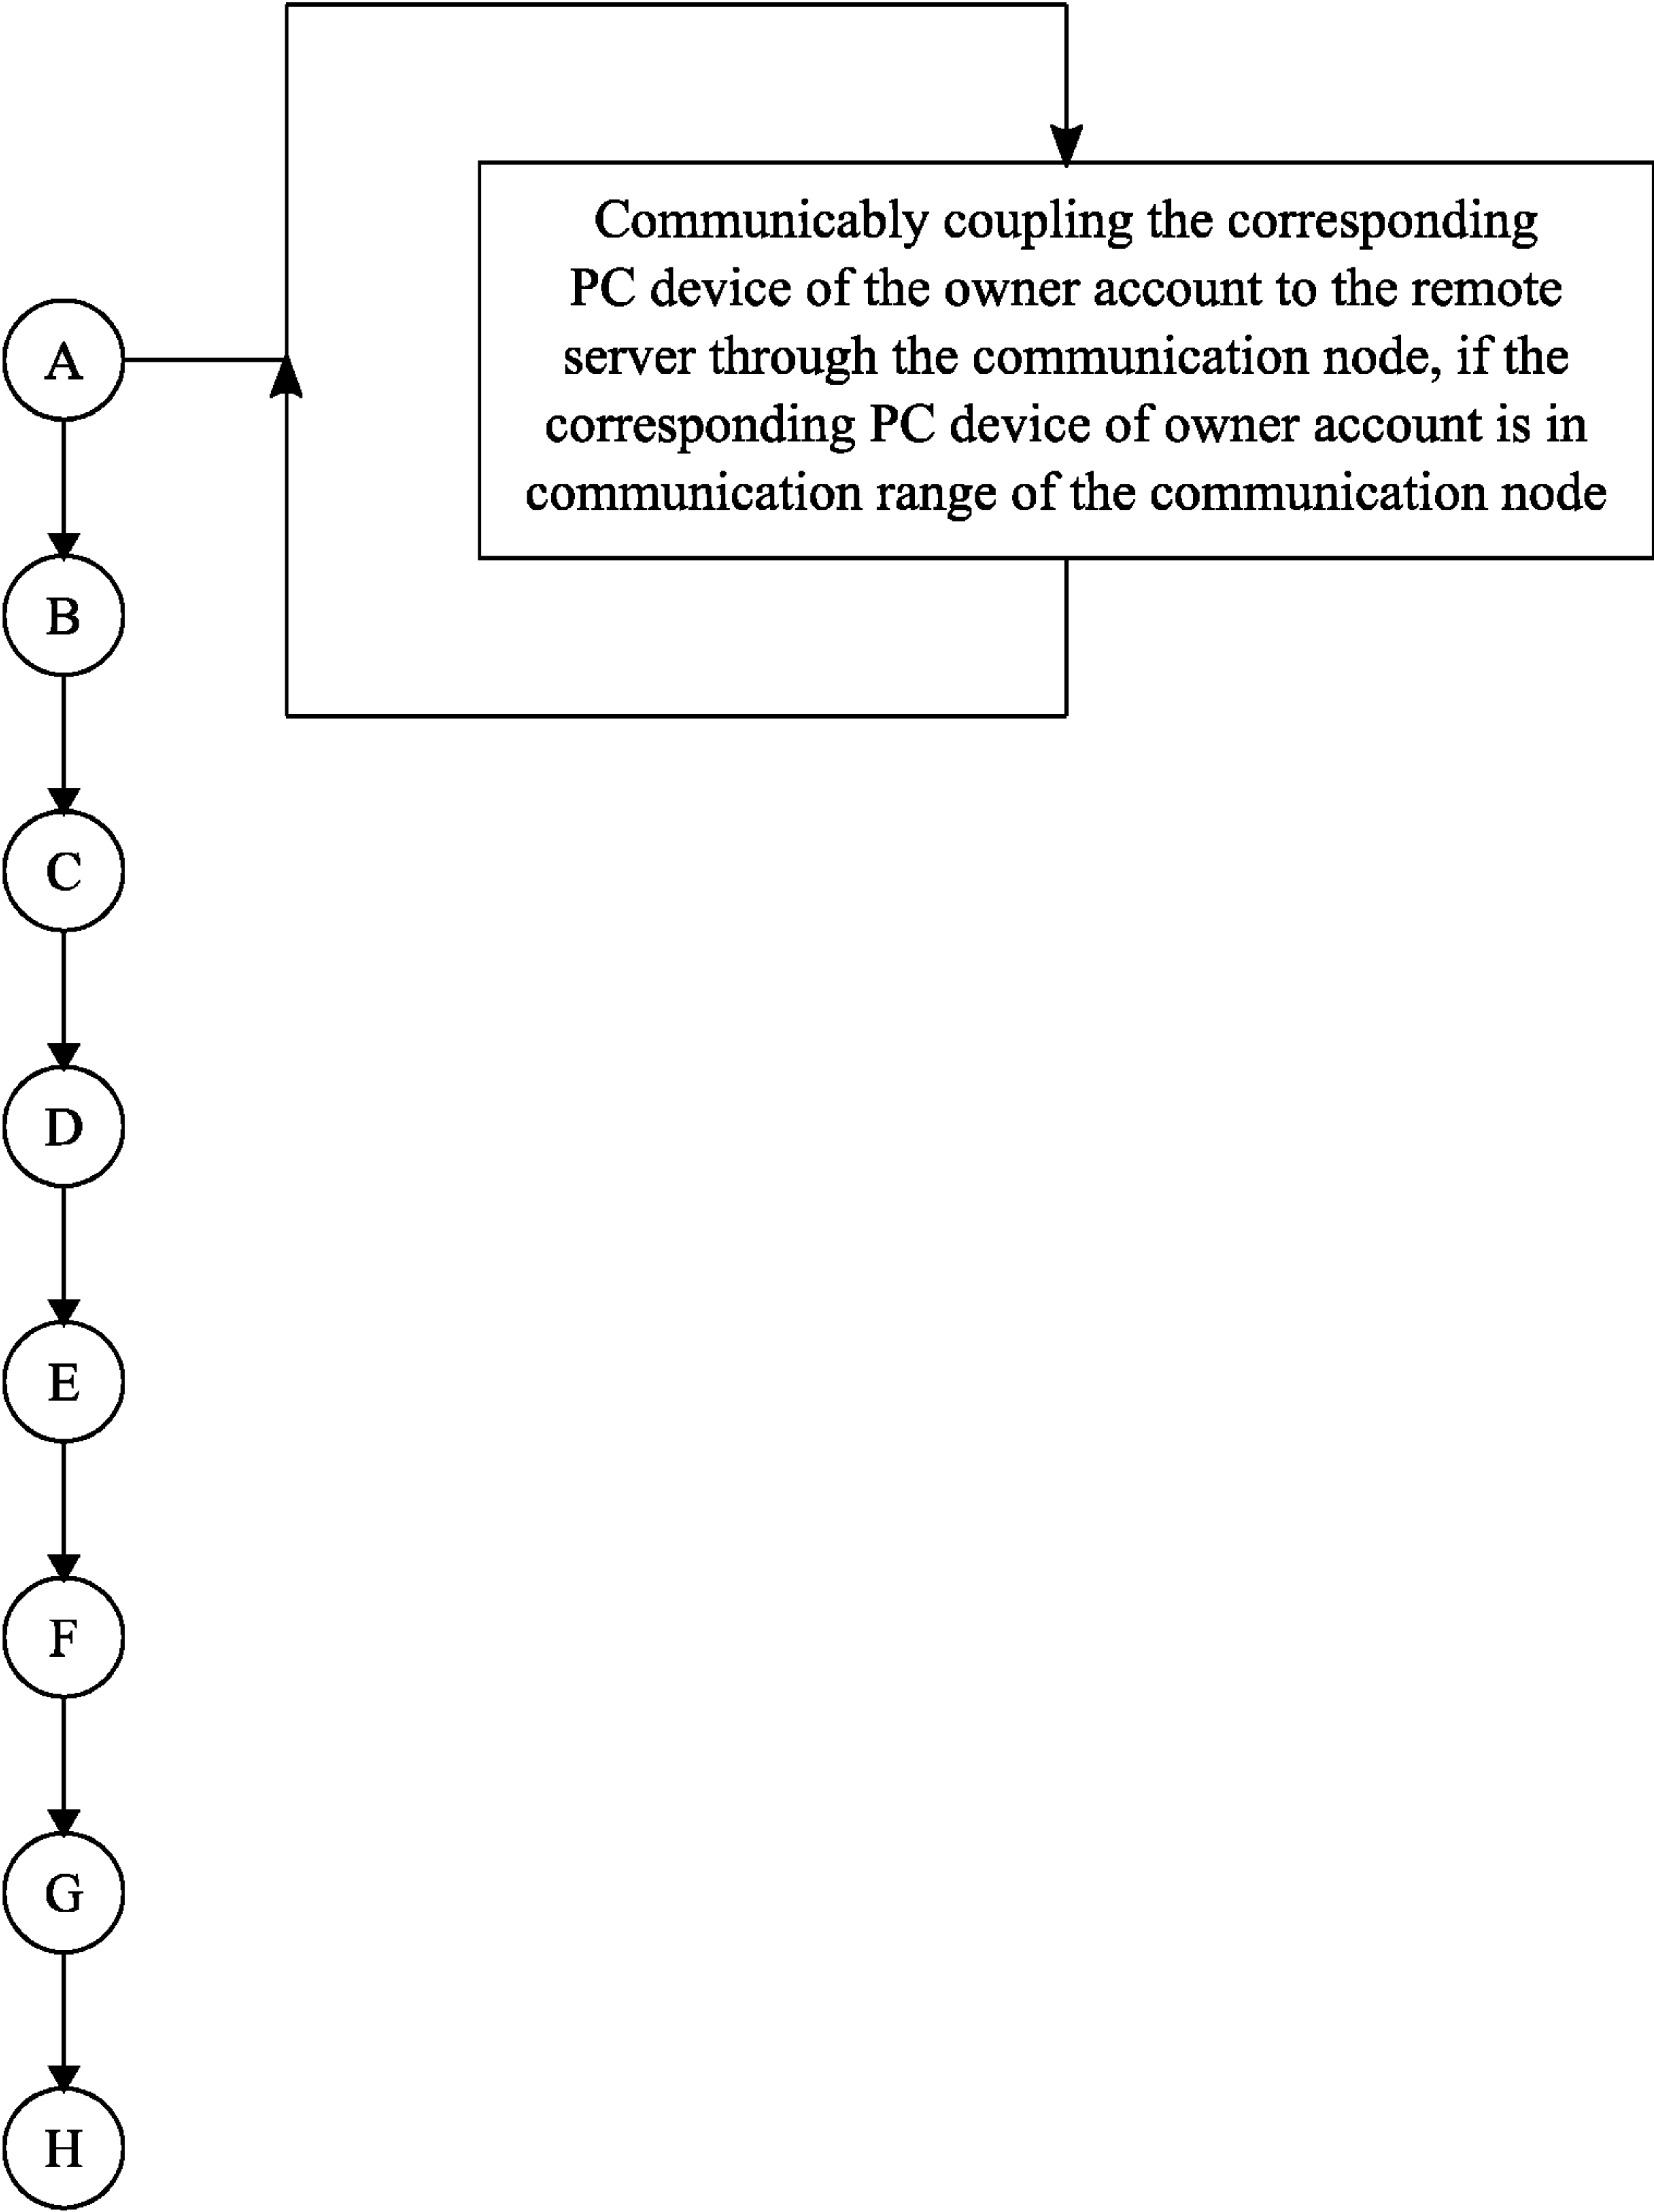 Communicably coupling the corresponding
PC device of the owner account to the remote
server through the communication node, if the
corresponding PC device of owner account is in
communication range of the communication node
A
B
C
D
E
F
G
H